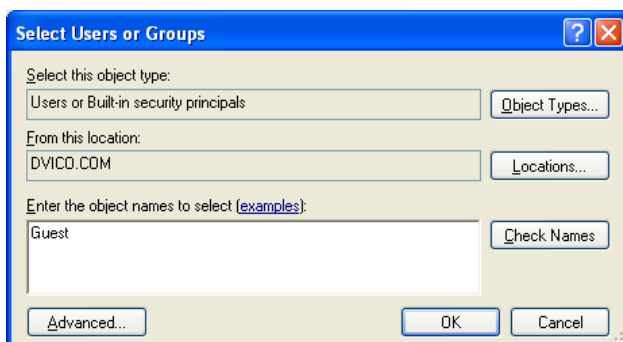 Select Users or Groups
Select this object type:
Users or Built-in security principals
Object Types...
From this location:
DVICO.COM
Locations...
Enter the object names to select (examples):
Guest
Check Names
Advanced...
OK
Cancel